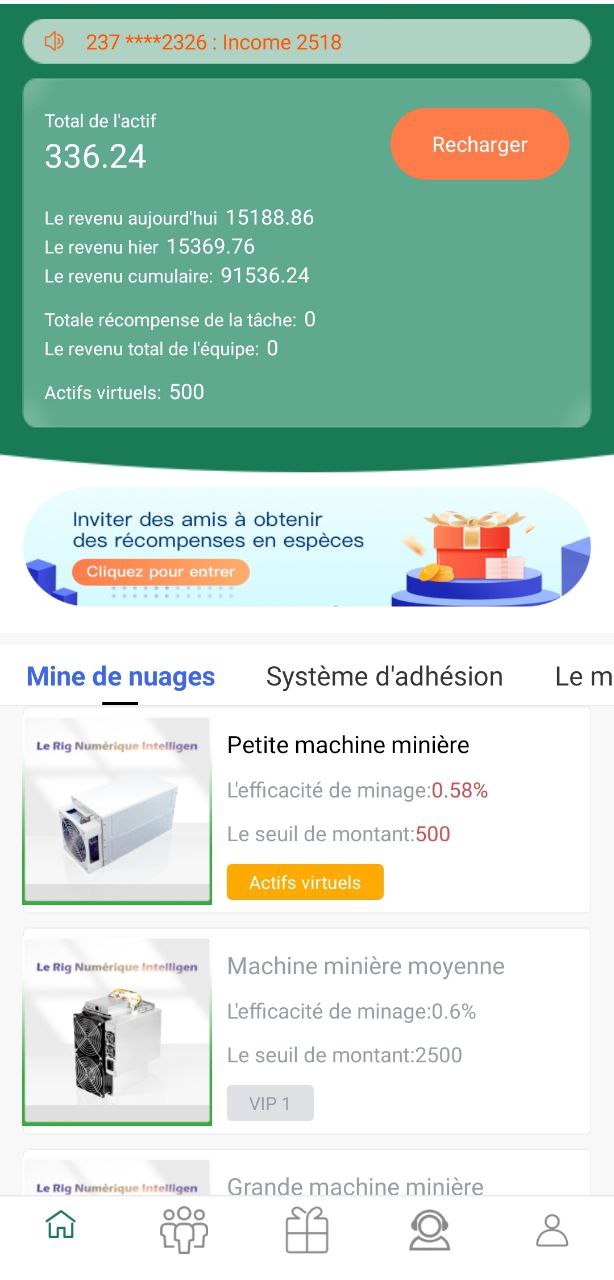 237 ****2326 : Income 2518
Total de l'actif
336.24
Recharger
Le revenu aujourd'hui 15188.86
Le revenu hier 15369.76
Le revenu cumulaire: 91536.24
Totale récompense de la tâche: 0
Le revenu total de l'équipe: 0
Actifs virtuels: 500
Inviter des amis à obtenir
des récompenses en espèces
Cliquez pour entrer
Mine de nuages
Système d'adhésion
Le m
Le Rig Numérique Intelligen
Petite machine minière
L'efficacité de minage:0.58%
Le seuil de montant:500
Actifs virtuels
Le Rig Numérique Intelligen
Machine minière moyenne
L'efficacité de minage:0.6%
Le seuil de montant:2500
VIP 1
Le Rig Numérique Intelligen
Grande machine minière